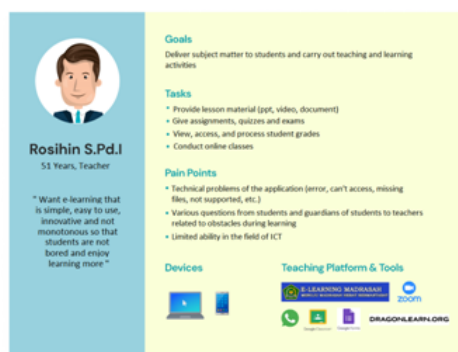 Rosihin S.Pd.I
51 Years, Teacher
" Want e-learning that
is simple, easy to use,
innovative and not
monotonous so that
students are not
bored and enjoy
learning more "
Goals
Deliver subject matter to students and carry out teaching and learning
activities
Tasks
• Provide lesson material (ppt, video, document)
• Give assignments, quizzes and exams
• View, access, and process student grades
• Conduct online classes
Pain Points
• Technical problems of the application (error, can't access, missing
files, not supported, etc.)
• Various questions from students and guardians of students to teachers
related to obstacles during learning
• Limited ability in the field of ICT
Devices
Teaching Platform & Tools
E-LEARNING MADRASAH
zoom
Google Classroom
Google Forms
DRAGONLEARN.ORG